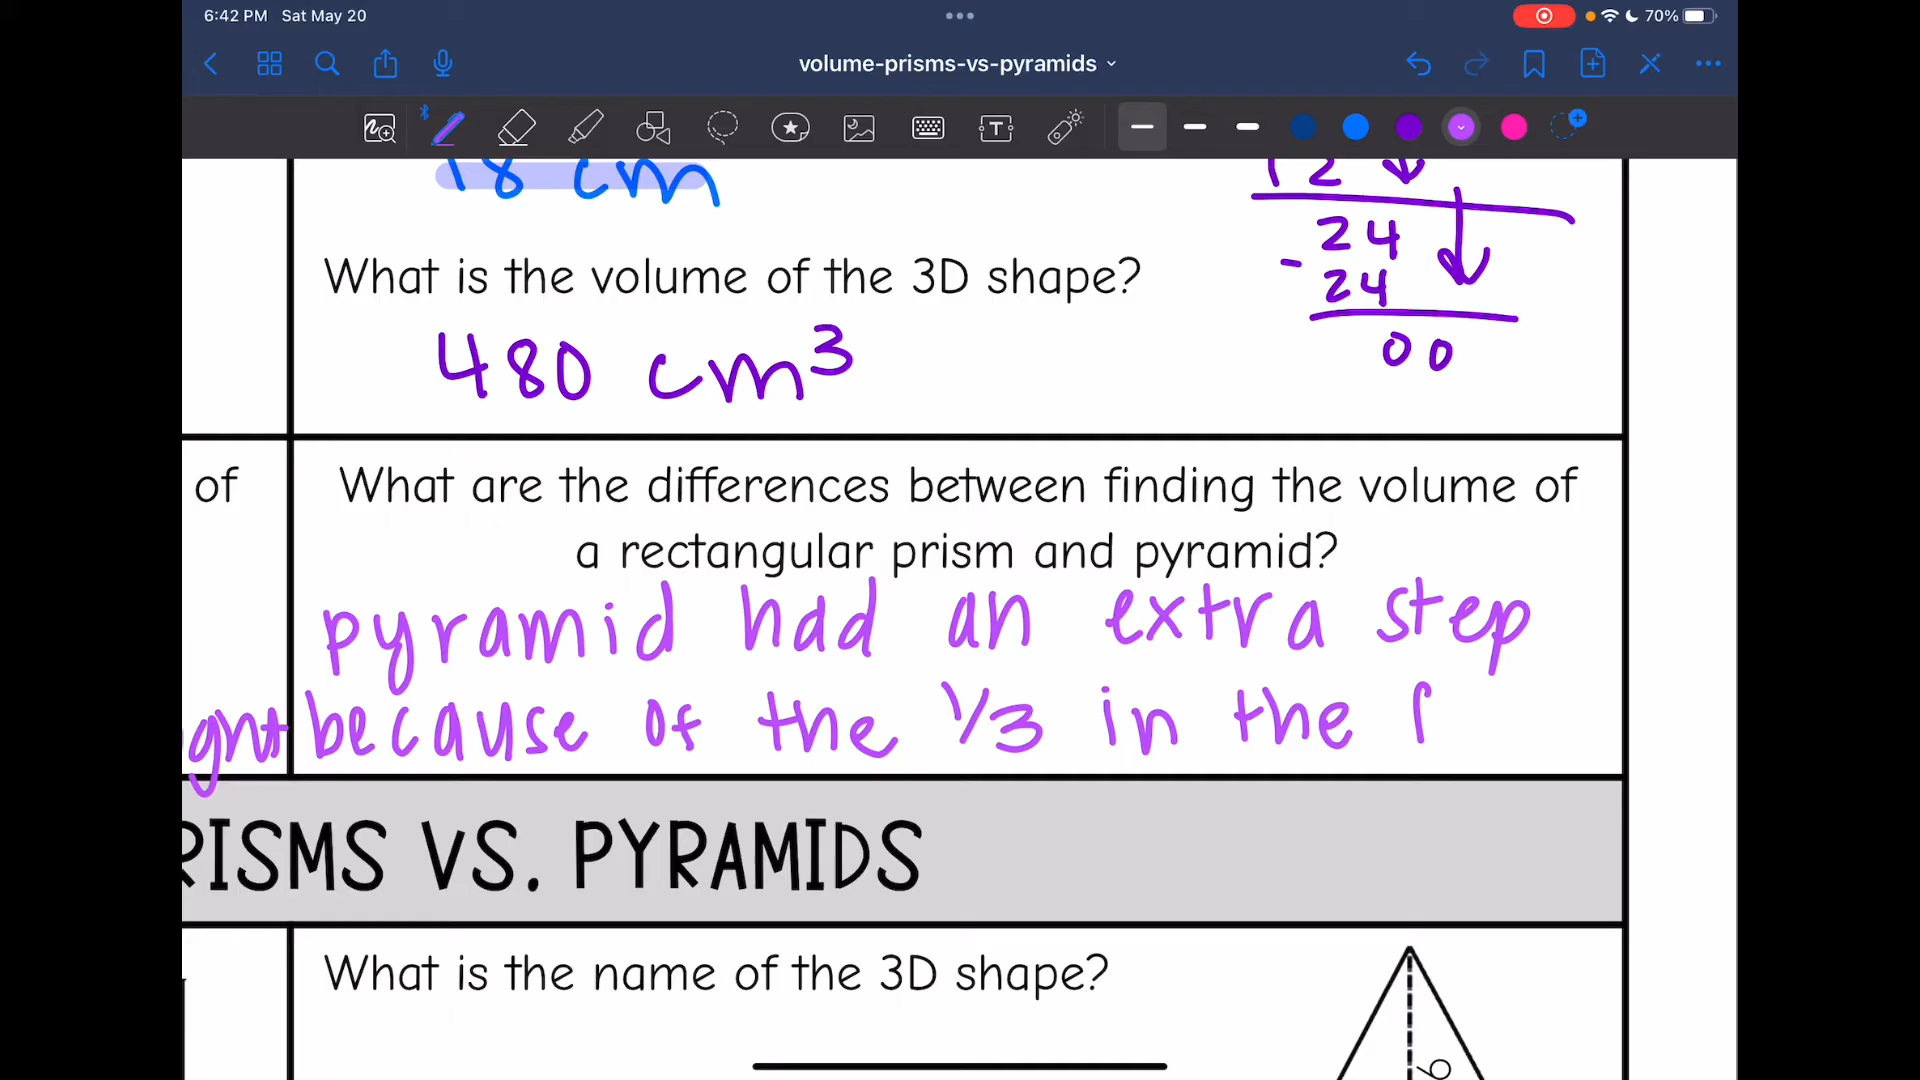 6:42 PM Sat May 20
70%
volume-prisms-vs-pyramids
T
18 cm
12
What is the volume of the 3D shape?
24
- 24
00
480 cm³
of
What are the differences between finding the volume of
a rectangular prism and pyramid?
pyramid had an extra step
ght
because of the 1/3 in the f
RISMS VS. PYRAMIDS
What is the name of the 3D shape?